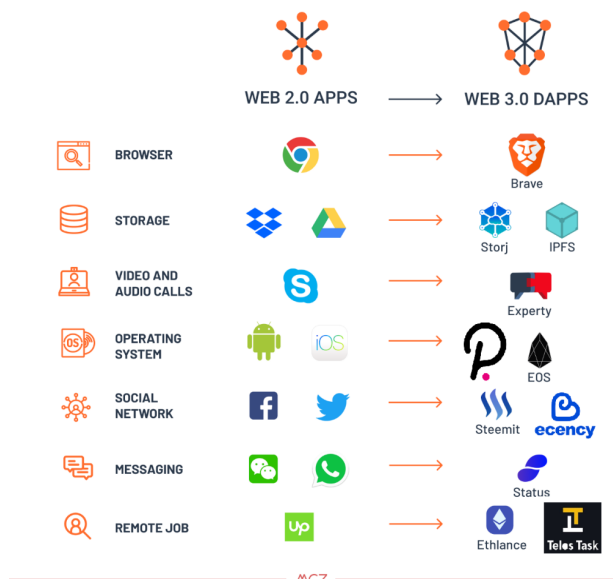 WEB 2.0 APPS
WEB 3.0 DAPPS
BROWSER
Brave
STORAGE
Storj
IPFS
VIDEO AND
AUDIO CALLS
S
Experty
OS
OPERATING
SYSTEM
iOS
P.
EOS
SOCIAL
NETWORK
f
Steemit
ecency
MESSAGING
Status
REMOTE JOB
Up
Ethlance
Telos Task